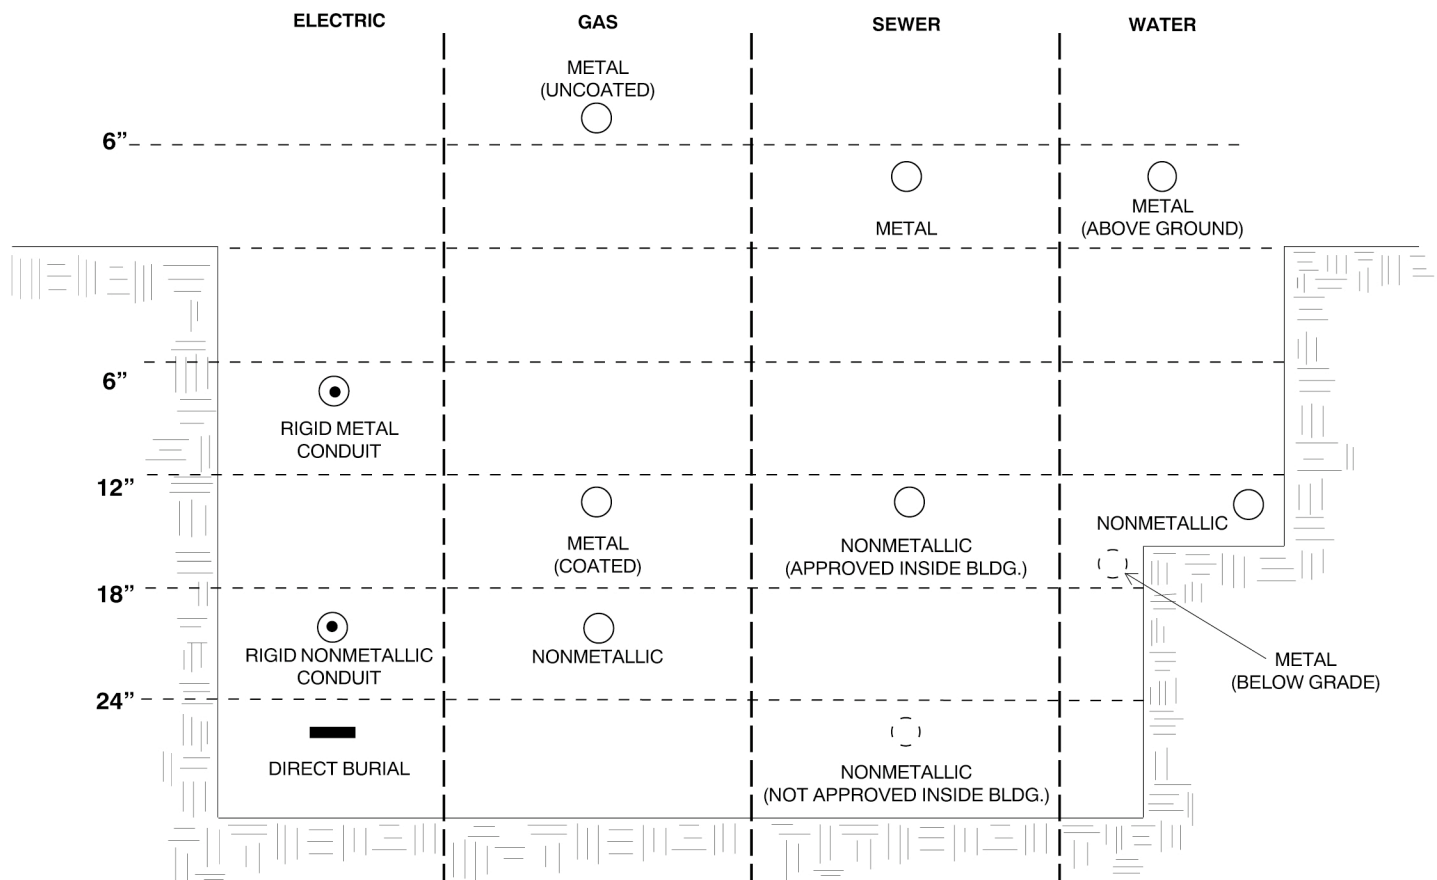 ELECTRIC
GAS
SEWER
WATER
METAL
(UNCOATED)
6”
METAL
METAL
(ABOVE GROUND)
6”
RIGID METAL
CONDUIT
12”
METAL
(COATED)
NONMETALLIC
(APPROVED INSIDE BLDG.)
NONMETALLIC
18”
RIGID NONMETALLIC
CONDUIT
NONMETALLIC
METAL
(BELOW GRADE)
24”
DIRECT BURIAL
NONMETALLIC
(NOT APPROVED INSIDE BLDG.)